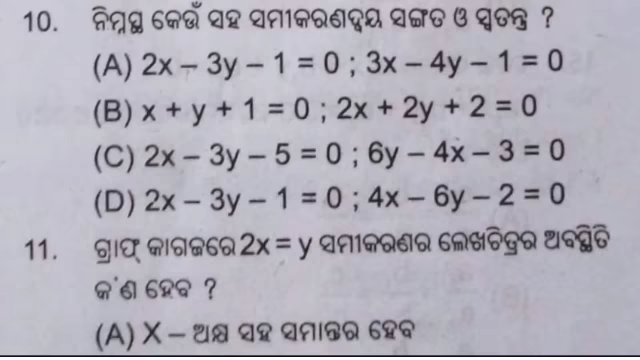 10. ନିମ୍ନସ୍ଥ କେଉଁ ସହ ସମୀକରଣଦ୍ୱୟ ସଙ୍ଗତ ଓ ସ୍ୱତନ୍ତ୍ର ?
(A) 2x – 3y – 1 = 0 ; 3x – 4y – 1 = 0
(B) x + y + 1 = 0 ; 2x + 2y + 2 = 0
(C) 2x – 3y – 5 = 0 ; 6y – 4x – 3 = 0
(D) 2x – 3y – 1 = 0 ; 4x – 6y – 2 = 0
11. ଗ୍ରାଫ୍ କାଗଜରେ 2x = y ସମୀକରଣର ଲେଖଚିତ୍ରର ଅବସ୍ଥିତି
କ'ଣ ହେବ ?
(A) X – ଅକ୍ଷ ସହ ସମାନ୍ତର ହେବ